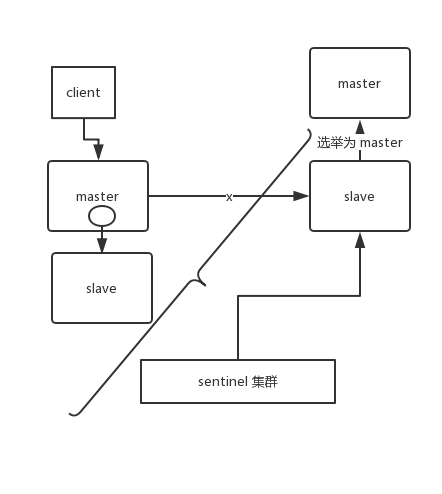 master
client
选举为 master
master
x
slave
slave
sentinel 集群